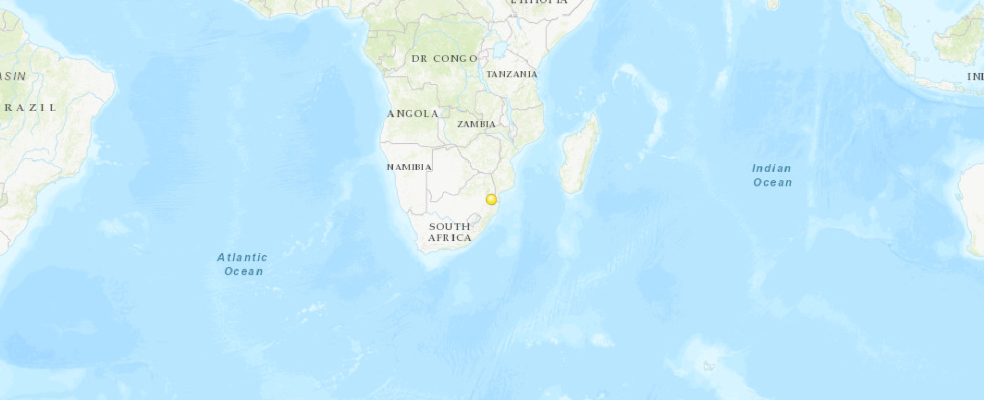 ETHIOPIA
DR CONGO
TANZANIA
ASIN
RAZIL
ANGOLA
ZAMBIA
IND
NAMIBIA
Indian
Ocean
SOUTH
AFRICA
Atlantic
Ocean